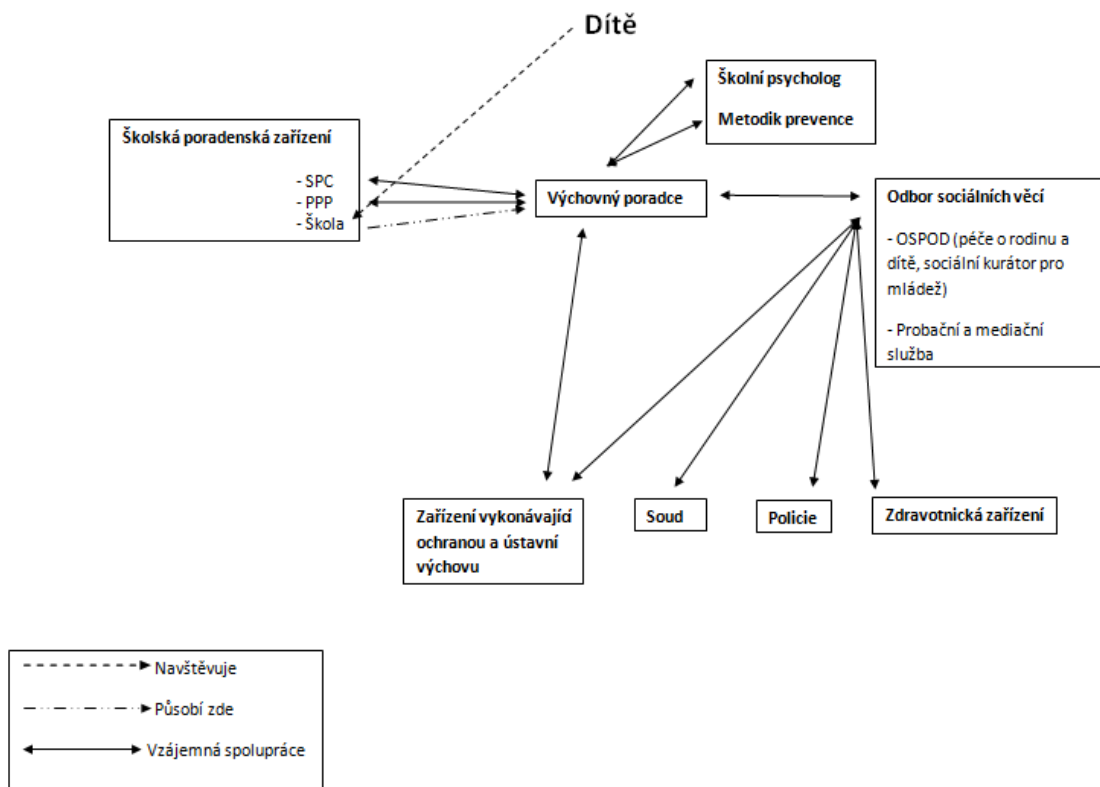 Dítě
Školní psycholog
Metodik prevence
Školská poradenská zařízení
- SPC
- PPP
- Škola
Výchovný poradce
Odbor sociálních věcí
- OSPOD (péče o rodinu a
dítě, sociální kurátor pro
mládež)
- Probační a mediační
služba
Zařízení vykonávající
ochranou a ústavní
výchovu
Soud
Policie
Zdravotnická zařízení
Navštěvuje
Působí zde
Vzájemná spolupráce